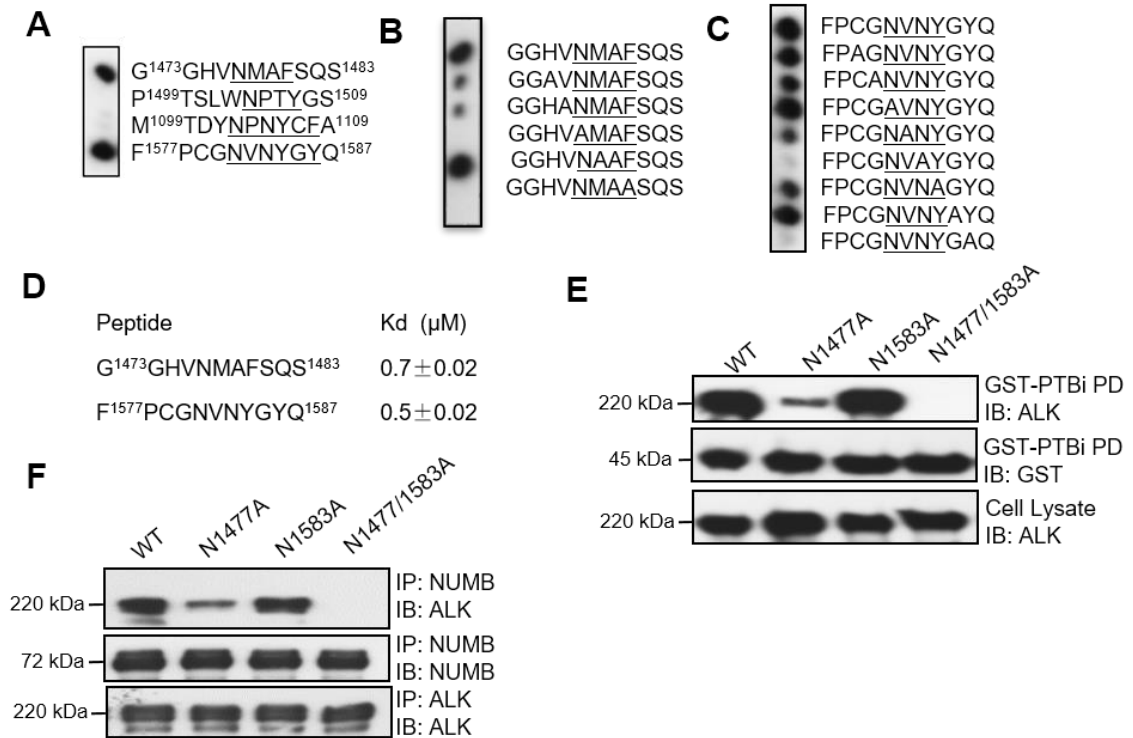 A
G¹⁴⁷³GHVNMAFSQS¹⁴⁸³
P¹⁴⁹⁹TSLWNPTYGS¹⁵⁰⁹
M¹⁰⁹⁹TDYNPNYCFA¹¹⁰⁹
F¹⁵⁷⁷PCGNVNYGYQ¹⁵⁸⁷
B
GGHVNMAFSQS
GGAVNMAFSQS
GGHANMAFSQS
GGHVAMAFSQS
GGHVNAAFSQS
GGHVNMAASQS
C
FPCGNVNYGYQ
FPAGNVNYGYQ
FPCANVNYGYQ
FPCGAVNYGYQ
FPCGNANYGYQ
FPCGNVAYGYQ
FPCGNVNAGYQ
FPCGNVNYAYQ
FPCGNVNYGAQ
D
Peptide Kd (μM)
G¹⁴⁷³GHVNMAFSQS¹⁴⁸³ 0.7±0.02
F¹⁵⁷⁷PCGNVNYGYQ¹⁵⁸⁷ 0.5±0.02
E
WT N1477A N1583A N1477/1583A
220 kDa GST-PTBi PD
IB: ALK
45 kDa GST-PTBi PD
IB: GST
220 kDa Cell Lysate
IB: ALK
F
WT N1477A N1583A N1477/1583A
220 kDa IP: NUMB
IB: ALK
72 kDa IP: NUMB
IB: NUMB
220 kDa IP: ALK
IB: ALK